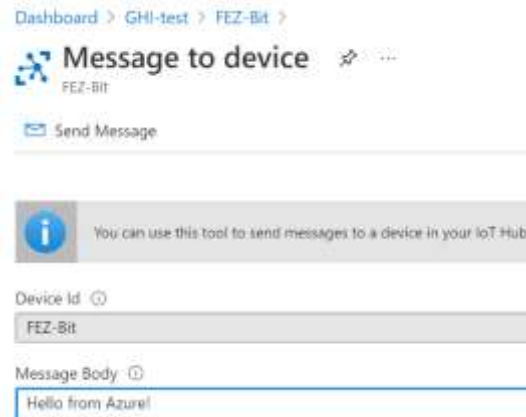 Dashboard > GHI-test > FEZ-Bit >
Message to device
FEZ-Bit
Send Message
You can use this tool to send messages to a device in your IoT Hub
Device Id
FEZ-Bit
Message Body
Hello from Azure!